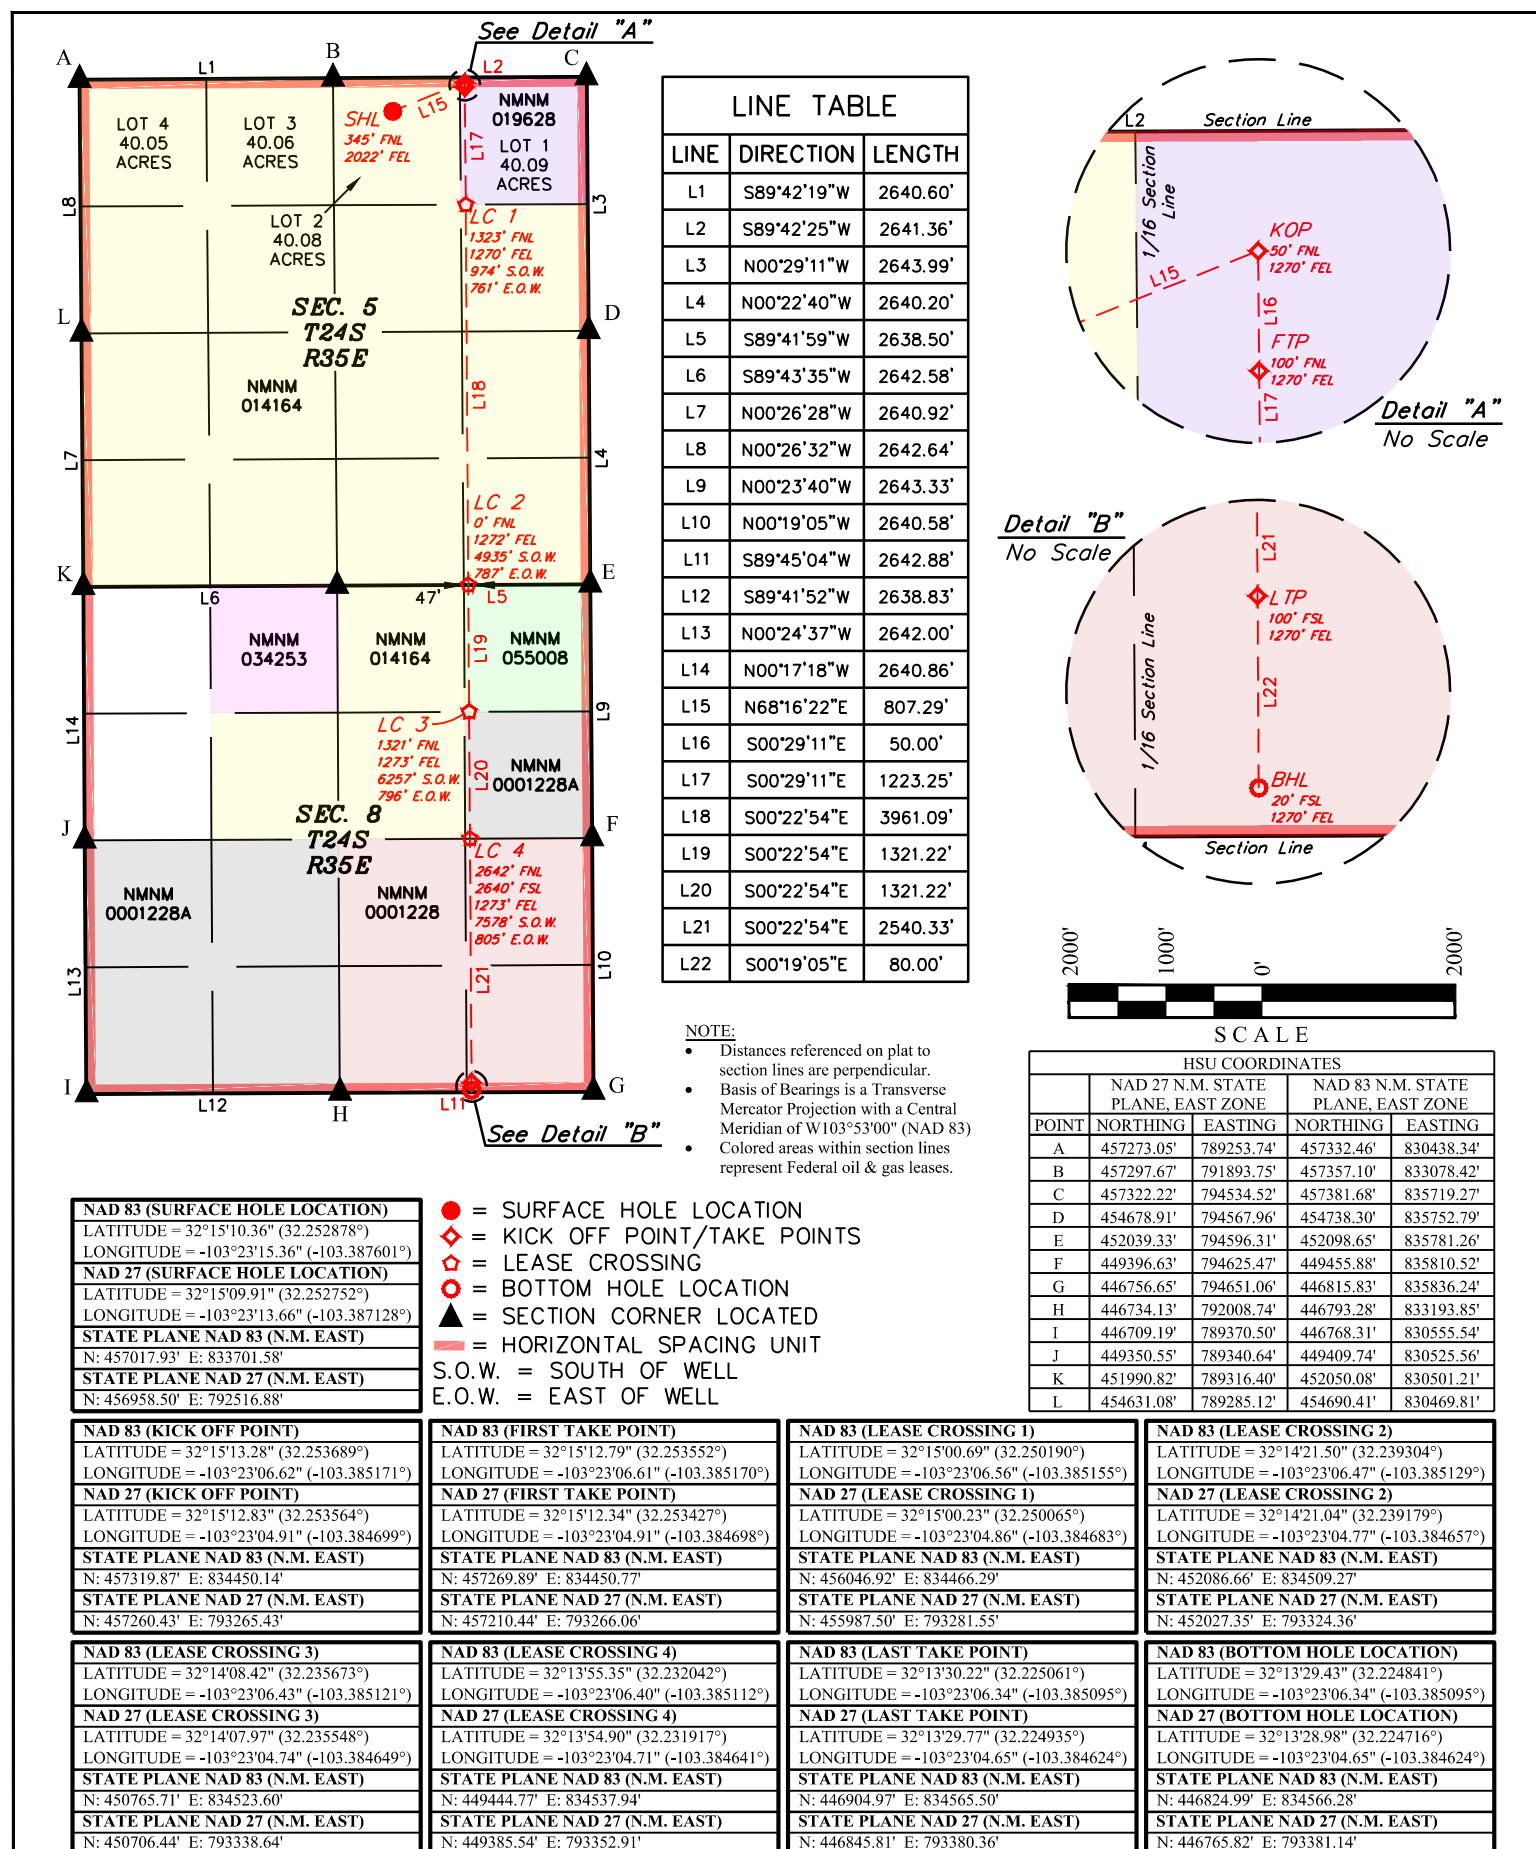 See Detail "A"
A
B
C
L1
L2
LOT 4
40.05
ACRES
LOT 3
40.06
ACRES
SHL
345' FNL
2022' FEL
L15
L17
NMNM
019628
LOT 1
40.09
ACRES
L8
L3
LOT 2
40.08
ACRES
LC 1
1323' FNL
1270' FEL
974' S.O.W.
761' E.O.W.
L
D
SEC. 5
T24S
R35E
NMNM
014164
L18
L7
L4
LC 2
0' FNL
1272' FEL
4935' S.O.W.
787' E.O.W.
K
E
L6
47'
L5
NMNM
034253
NMNM
014164
L19
NMNM
055008
L14
L9
LC 3
1321' FNL
1273' FEL
6257' S.O.W.
796' E.O.W.
L20
NMNM
0001228A
J
F
SEC. 8
T24S
R35E
NMNM
0001228A
NMNM
0001228
LC 4
2642' FNL
2640' FSL
1273' FEL
7578' S.O.W.
805' E.O.W.
L13
L21
L10
I
G
L12
H
L11
See Detail "B"
LINE TABLE
LINE DIRECTION LENGTH
L1 S89°42'19"W 2640.60'
L2 S89°42'25"W 2641.36'
L3 N00°29'11"W 2643.99'
L4 N00°22'40"W 2640.20'
L5 S89°41'59"W 2638.50'
L6 S89°43'35"W 2642.58'
L7 N00°26'28"W 2640.92'
L8 N00°26'32"W 2642.64'
L9 N00°23'40"W 2643.33'
L10 N00°19'05"W 2640.58'
L11 S89°45'04"W 2642.88'
L12 S89°41'52"W 2638.83'
L13 N00°24'37"W 2642.00'
L14 N00°17'18"W 2640.86'
L15 N68°16'22"E 807.29'
L16 S00°29'11"E 50.00'
L17 S00°29'11"E 1223.25'
L18 S00°22'54"E 3961.09'
L19 S00°22'54"E 1321.22'
L20 S00°22'54"E 1321.22'
L21 S00°22'54"E 2540.33'
L22 S00°19'05"E 80.00'
L2
Section Line
1/16 Section
Line
KOP
50' FNL
1270' FEL
L15
L16
FTP
100' FNL
1270' FEL
L17
Detail "A"
No Scale
Detail "B"
No Scale
L21
LTP
100' FSL
1270' FEL
1/16 Section Line
L22
BHL
20' FSL
1270' FEL
Section Line
2000' 1000' 0' 2000'
SCALE
NOTE:
• Distances referenced on plat to
section lines are perpendicular.
• Basis of Bearings is a Transverse
Mercator Projection with a Central
Meridian of W103°53'00" (NAD 83)
• Colored areas within section lines
represent Federal oil & gas leases.
HSU COORDINATES
NAD 27 N.M. STATE
PLANE, EAST ZONE
NAD 83 N.M. STATE
PLANE, EAST ZONE
POINT NORTHING EASTING NORTHING EASTING
A 457273.05' 789253.74' 457332.46' 830438.34'
B 457297.67' 791893.75' 457357.10' 833078.42'
C 457322.22' 794534.52' 457381.68' 835719.27'
D 454678.91' 794567.96' 454738.30' 835752.79'
E 452039.33' 794596.31' 452098.65' 835781.26'
F 449396.63' 794625.47' 449455.88' 835810.52'
G 446756.65' 794651.06' 446815.83' 835836.24'
H 446734.13' 792008.74' 446793.28' 833193.85'
I 446709.19' 789370.50' 446768.31' 830555.54'
J 449350.55' 789340.64' 449409.74' 830525.56'
K 451990.82' 789316.40' 452050.08' 830501.21'
L 454631.08' 789285.12' 454690.41' 830469.81'
NAD 83 (SURFACE HOLE LOCATION)
LATITUDE = 32°15'10.36" (32.252878°)
LONGITUDE = -103°23'15.36" (-103.387601°)
NAD 27 (SURFACE HOLE LOCATION)
LATITUDE = 32°15'09.91" (32.252752°)
LONGITUDE = -103°23'13.66" (-103.387128°)
STATE PLANE NAD 83 (N.M. EAST)
N: 457017.93' E: 833701.58'
STATE PLANE NAD 27 (N.M. EAST)
N: 456958.50' E: 792516.88'
= SURFACE HOLE LOCATION
= KICK OFF POINT/TAKE POINTS
= LEASE CROSSING
= BOTTOM HOLE LOCATION
= SECTION CORNER LOCATED
= HORIZONTAL SPACING UNIT
S.O.W. = SOUTH OF WELL
E.O.W. = EAST OF WELL
NAD 83 (KICK OFF POINT)
LATITUDE = 32°15'13.28" (32.253689°)
LONGITUDE = -103°23'06.62" (-103.385171°)
NAD 27 (KICK OFF POINT)
LATITUDE = 32°15'12.83" (32.253564°)
LONGITUDE = -103°23'04.91" (-103.384699°)
STATE PLANE NAD 83 (N.M. EAST)
N: 457319.87' E: 834450.14'
STATE PLANE NAD 27 (N.M. EAST)
N: 457260.43' E: 793265.43'
NAD 83 (FIRST TAKE POINT)
LATITUDE = 32°15'12.79" (32.253552°)
LONGITUDE = -103°23'06.61" (-103.385170°)
NAD 27 (FIRST TAKE POINT)
LATITUDE = 32°15'12.34" (32.253427°)
LONGITUDE = -103°23'04.91" (-103.384698°)
STATE PLANE NAD 83 (N.M. EAST)
N: 457269.89' E: 834450.77'
STATE PLANE NAD 27 (N.M. EAST)
N: 457210.44' E: 793266.06'
NAD 83 (LEASE CROSSING 1)
LATITUDE = 32°15'00.69" (32.250190°)
LONGITUDE = -103°23'06.56" (-103.385155°)
NAD 27 (LEASE CROSSING 1)
LATITUDE = 32°15'00.23" (32.250065°)
LONGITUDE = -103°23'04.86" (-103.384683°)
STATE PLANE NAD 83 (N.M. EAST)
N: 456046.92' E: 834466.29'
STATE PLANE NAD 27 (N.M. EAST)
N: 455987.50' E: 793281.55'
NAD 83 (LEASE CROSSING 2)
LATITUDE = 32°14'21.50" (32.239304°)
LONGITUDE = -103°23'06.47" (-103.385129°)
NAD 27 (LEASE CROSSING 2)
LATITUDE = 32°14'21.04" (32.239179°)
LONGITUDE = -103°23'04.77" (-103.384657°)
STATE PLANE NAD 83 (N.M. EAST)
N: 452086.66' E: 834509.27'
STATE PLANE NAD 27 (N.M. EAST)
N: 452027.35' E: 793324.36'
NAD 83 (LEASE CROSSING 3)
LATITUDE = 32°14'08.42" (32.235673°)
LONGITUDE = -103°23'06.43" (-103.385121°)
NAD 27 (LEASE CROSSING 3)
LATITUDE = 32°14'07.97" (32.235548°)
LONGITUDE = -103°23'04.74" (-103.384649°)
STATE PLANE NAD 83 (N.M. EAST)
N: 450765.71' E: 834523.60'
STATE PLANE NAD 27 (N.M. EAST)
N: 450706.44' E: 793338.64'
NAD 83 (LEASE CROSSING 4)
LATITUDE = 32°13'55.35" (32.232042°)
LONGITUDE = -103°23'06.40" (-103.385112°)
NAD 27 (LEASE CROSSING 4)
LATITUDE = 32°13'54.90" (32.231917°)
LONGITUDE = -103°23'04.71" (-103.384641°)
STATE PLANE NAD 83 (N.M. EAST)
N: 449444.77' E: 834537.94'
STATE PLANE NAD 27 (N.M. EAST)
N: 449385.54' E: 793352.91'
NAD 83 (LAST TAKE POINT)
LATITUDE = 32°13'30.22" (32.225061°)
LONGITUDE = -103°23'06.34" (-103.385095°)
NAD 27 (LAST TAKE POINT)
LATITUDE = 32°13'29.77" (32.224935°)
LONGITUDE = -103°23'04.65" (-103.384624°)
STATE PLANE NAD 83 (N.M. EAST)
N: 446904.97' E: 834565.50'
STATE PLANE NAD 27 (N.M. EAST)
N: 446845.81' E: 793380.36'
NAD 83 (BOTTOM HOLE LOCATION)
LATITUDE = 32°13'29.43" (32.224841°)
LONGITUDE = -103°23'06.34" (-103.385095°)
NAD 27 (BOTTOM HOLE LOCATION)
LATITUDE = 32°13'28.98" (32.224716°)
LONGITUDE = -103°23'04.65" (-103.384624°)
STATE PLANE NAD 83 (N.M. EAST)
N: 446824.99' E: 834566.28'
STATE PLANE NAD 27 (N.M. EAST)
N: 446765.82' E: 793381.14'